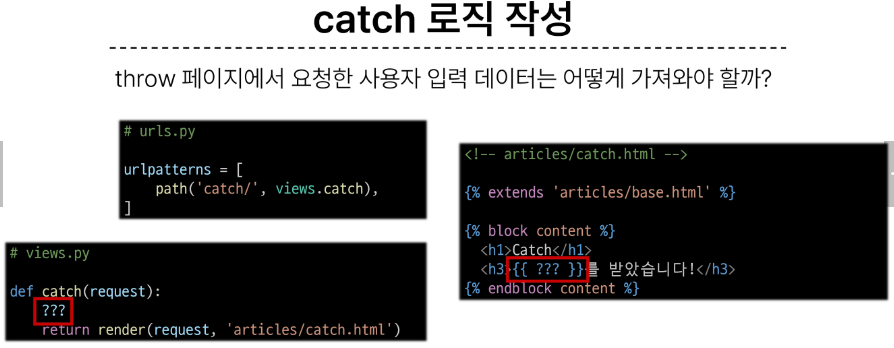 catch 로직 작성
throw 페이지에서 요청한 사용자 입력 데이터는 어떻게 가져와야 할까?
# urls.py
urlpatterns = [
path('catch/', views.catch),
]
# views.py
def catch(request):
???
return render(request, 'articles/catch.html')
<!-- articles/catch.html -->
{% extends 'articles/base.html' %}
{% block content %}
<h1>Catch</h1>
<h3>{{ ??? }}를 받았습니다!</h3>
{% endblock content %}